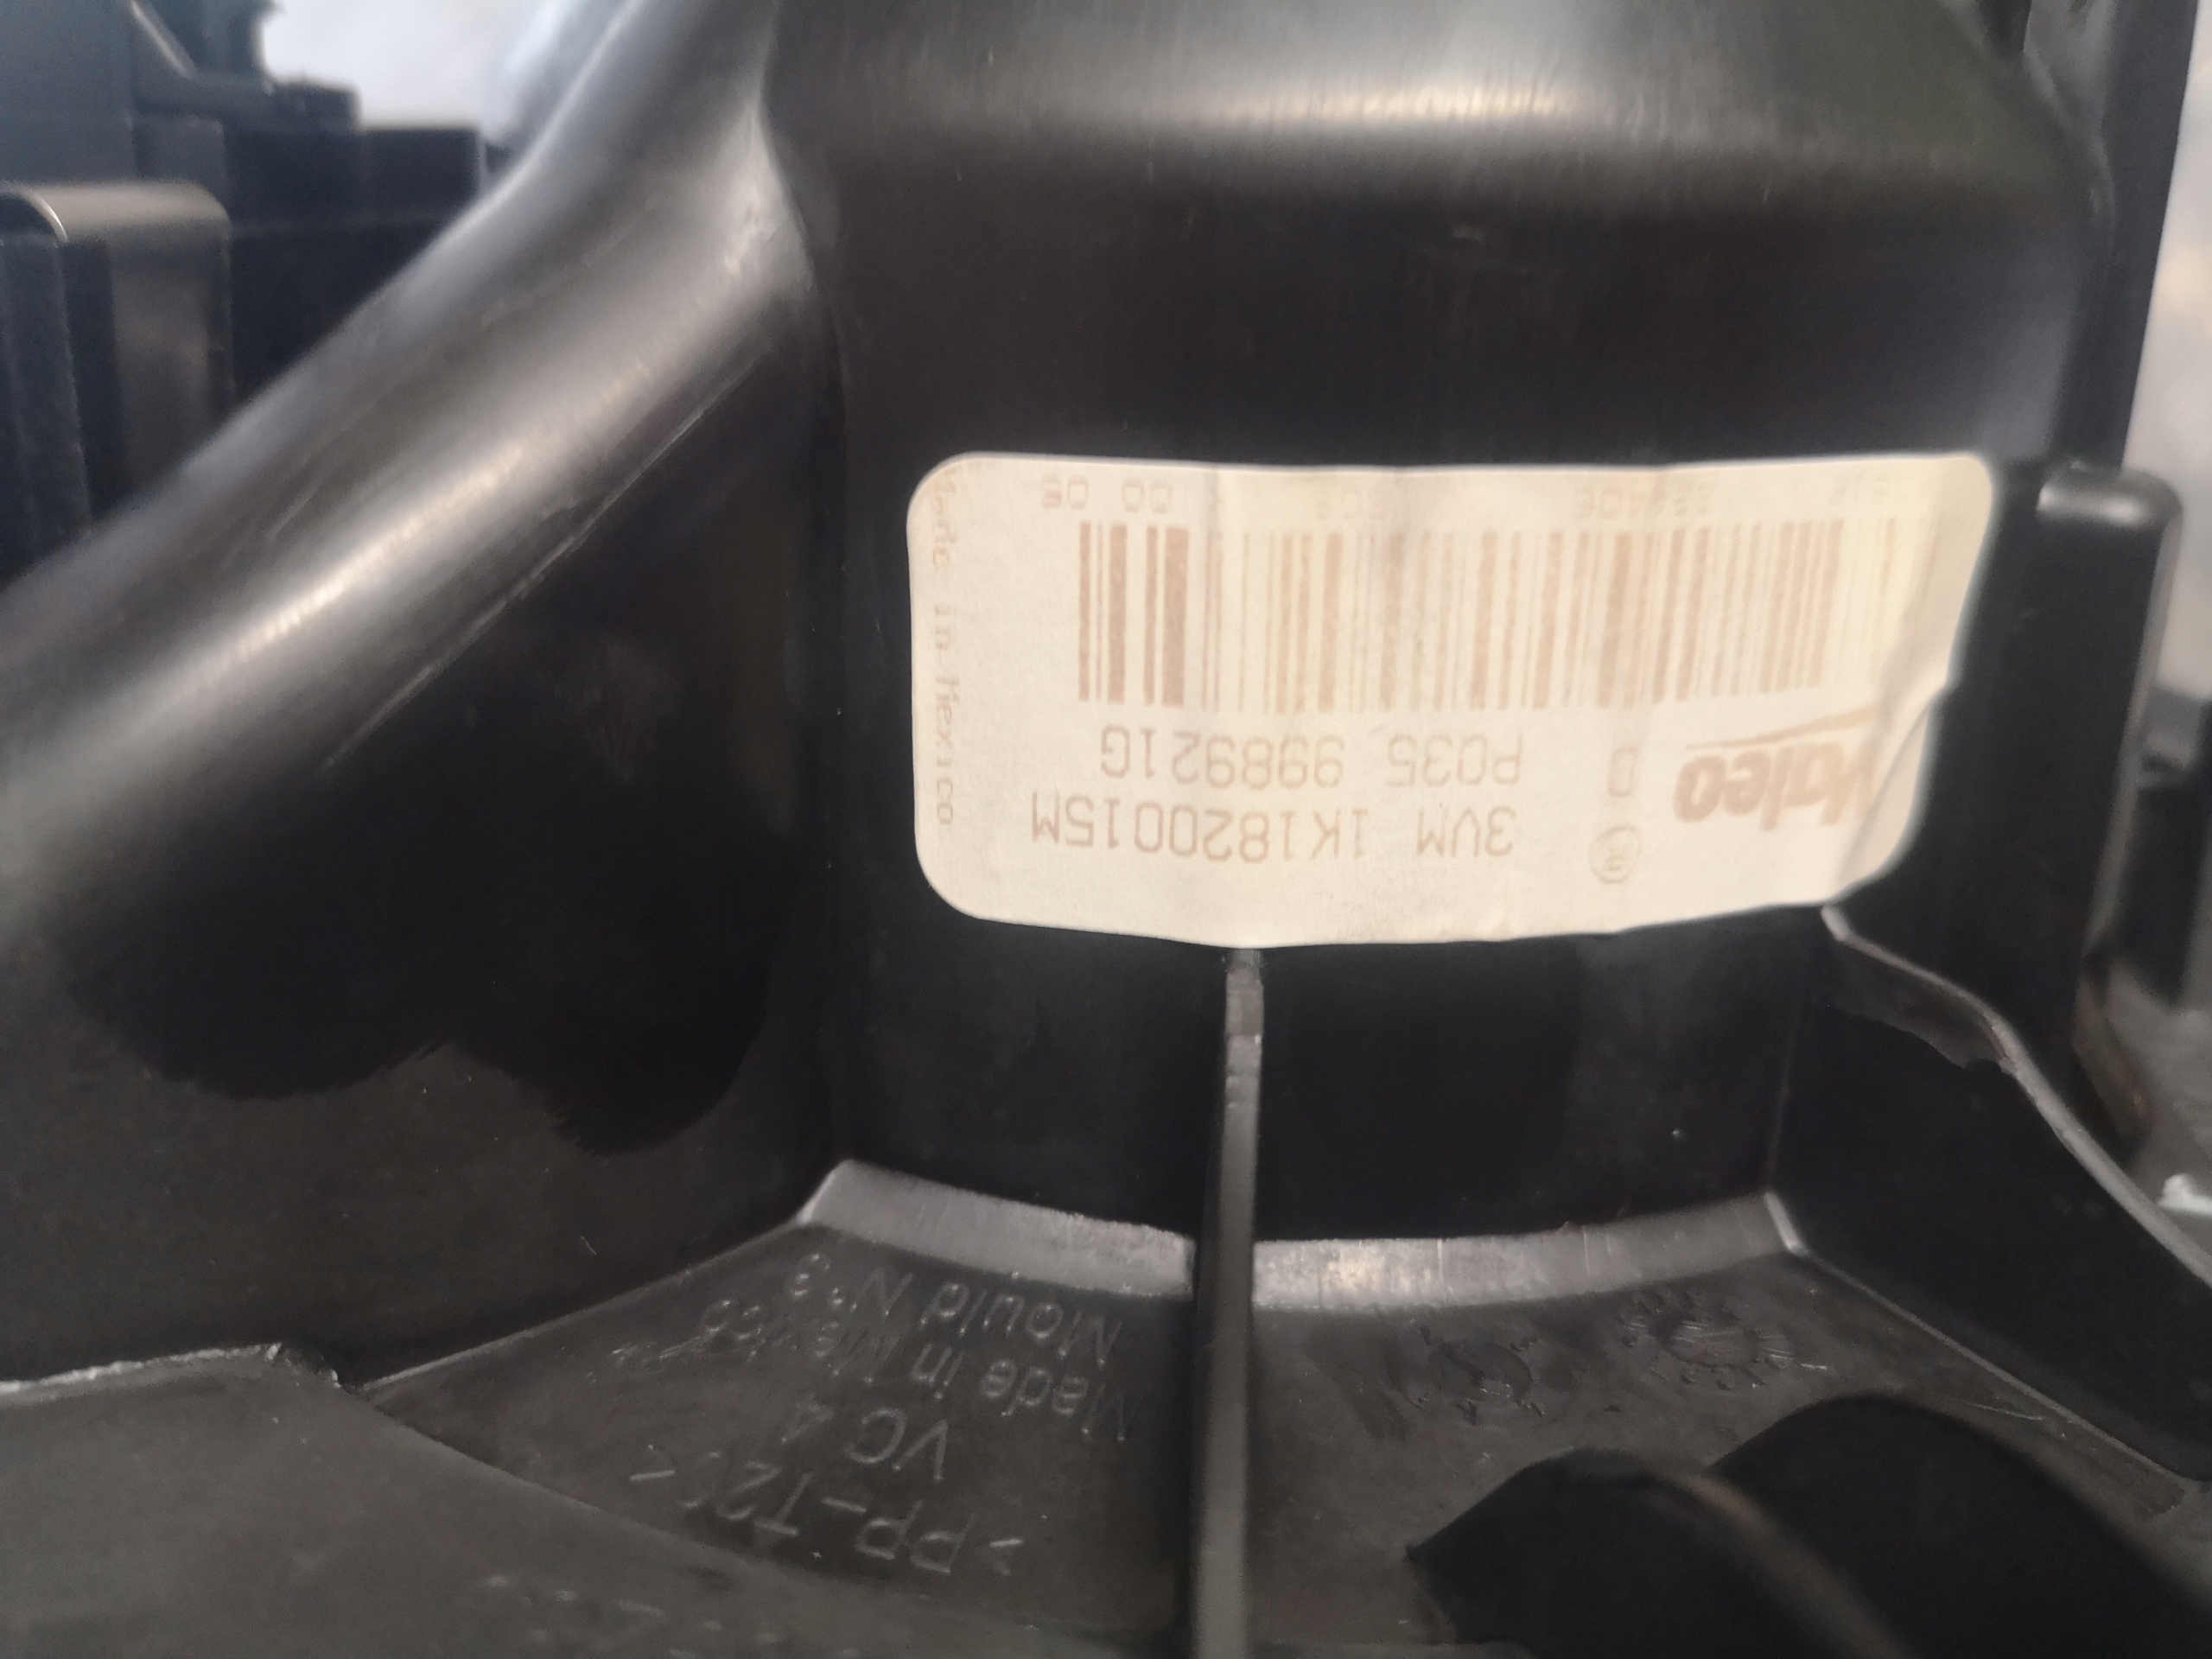 Valeo
3VM 1K1820015M
P035 998921G
Made in Mexico
>PP-T20<
VC 4
Made in Mexico
Mould N°3